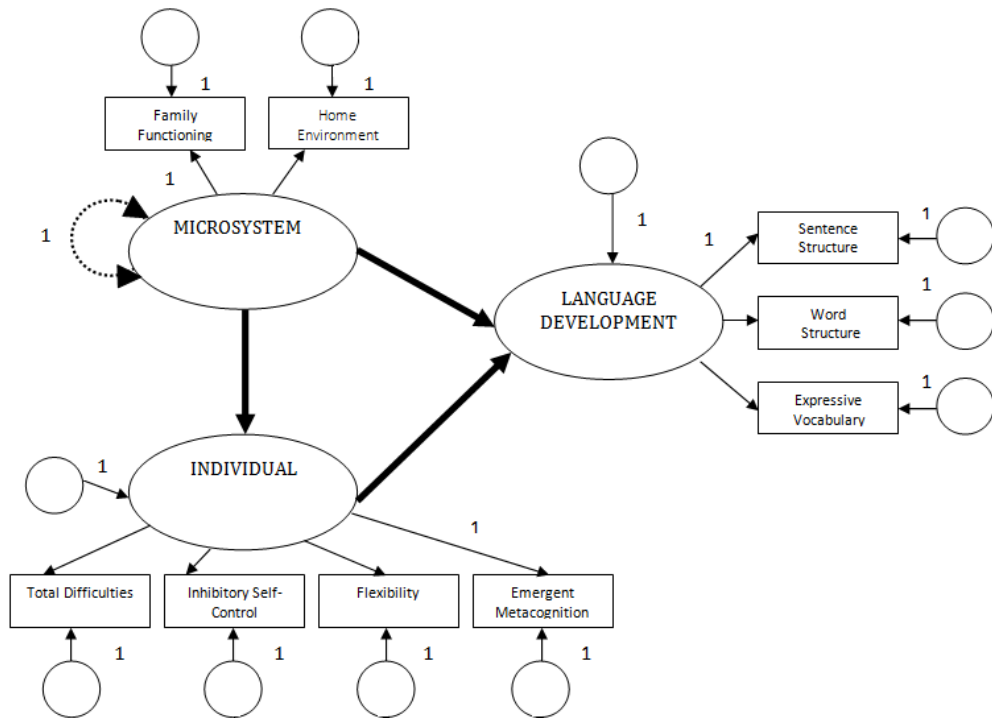 1
1
Family
Functioning
Home
Environment
1
1
MICROSYSTEM
1
1
Sentence
Structure
1
LANGUAGE
DEVELOPMENT
1
Word
Structure
1
Expressive
Vocabulary
INDIVIDUAL
1
1
Total Difficulties
Inhibitory Self-
Control
Flexibility
Emergent
Metacognition
1
1
1
1